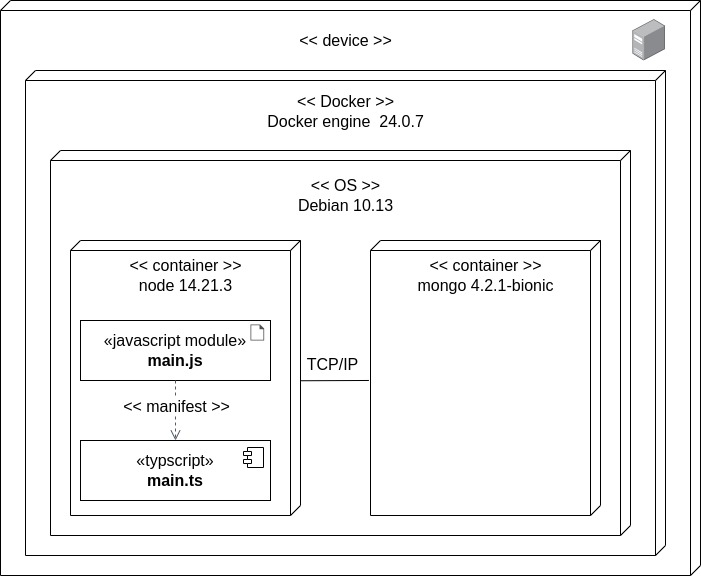 << device >>
<< Docker >>
Docker engine  24.0.7
<< OS >>
Debian 10.13
<< container >>
node 14.21.3
«javascript module»
main.js
<< manifest >>
«typscript»
main.ts
TCP/IP
<< container >>
mongo 4.2.1-bionic